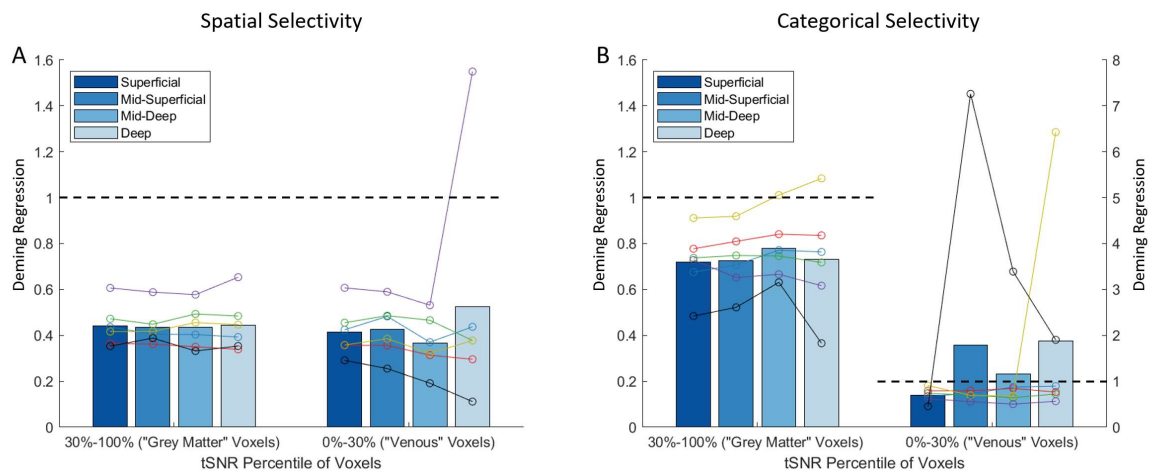 Spatial Selectivity
A
1.6
1.4
1.2
1
0.8
0.6
0.4
0.2
0
Deming Regression
Superficial
Mid-Superficial
Mid-Deep
Deep
30%-100% ("Grey Matter" Voxels)
0%-30% ("Venous" Voxels)
tSNR Percentile of Voxels
Categorical Selectivity
B
1.6
1.4
1.2
1
0.8
0.6
0.4
0.2
0
Deming Regression
Superficial
Mid-Superficial
Mid-Deep
Deep
8
7
6
5
4
3
2
1
0
Deming Regression
30%-100% ("Grey Matter" Voxels)
0%-30% ("Venous" Voxels)
tSNR Percentile of Voxels